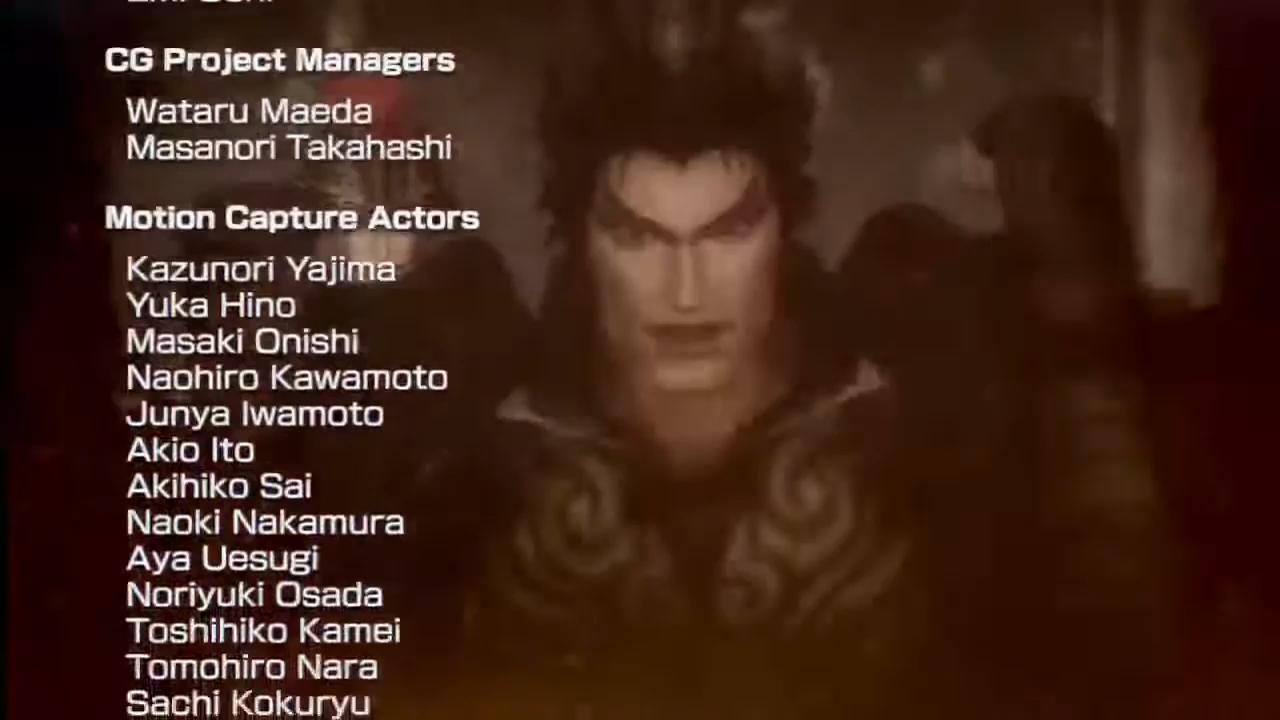 CG Project Managers
Wataru Maeda
Masanori Takahashi
Motion Capture Actors
Kazunori Yajima
Yuka Hino
Masaki Onishi
Naohiro Kawamoto
Junya Iwamoto
Akio Ito
Akihiko Sai
Naoki Nakamura
Aya Uesugi
Noriyuki Osada
Toshihiko Kamei
Tomohiro Nara
Sachi Kokuryu